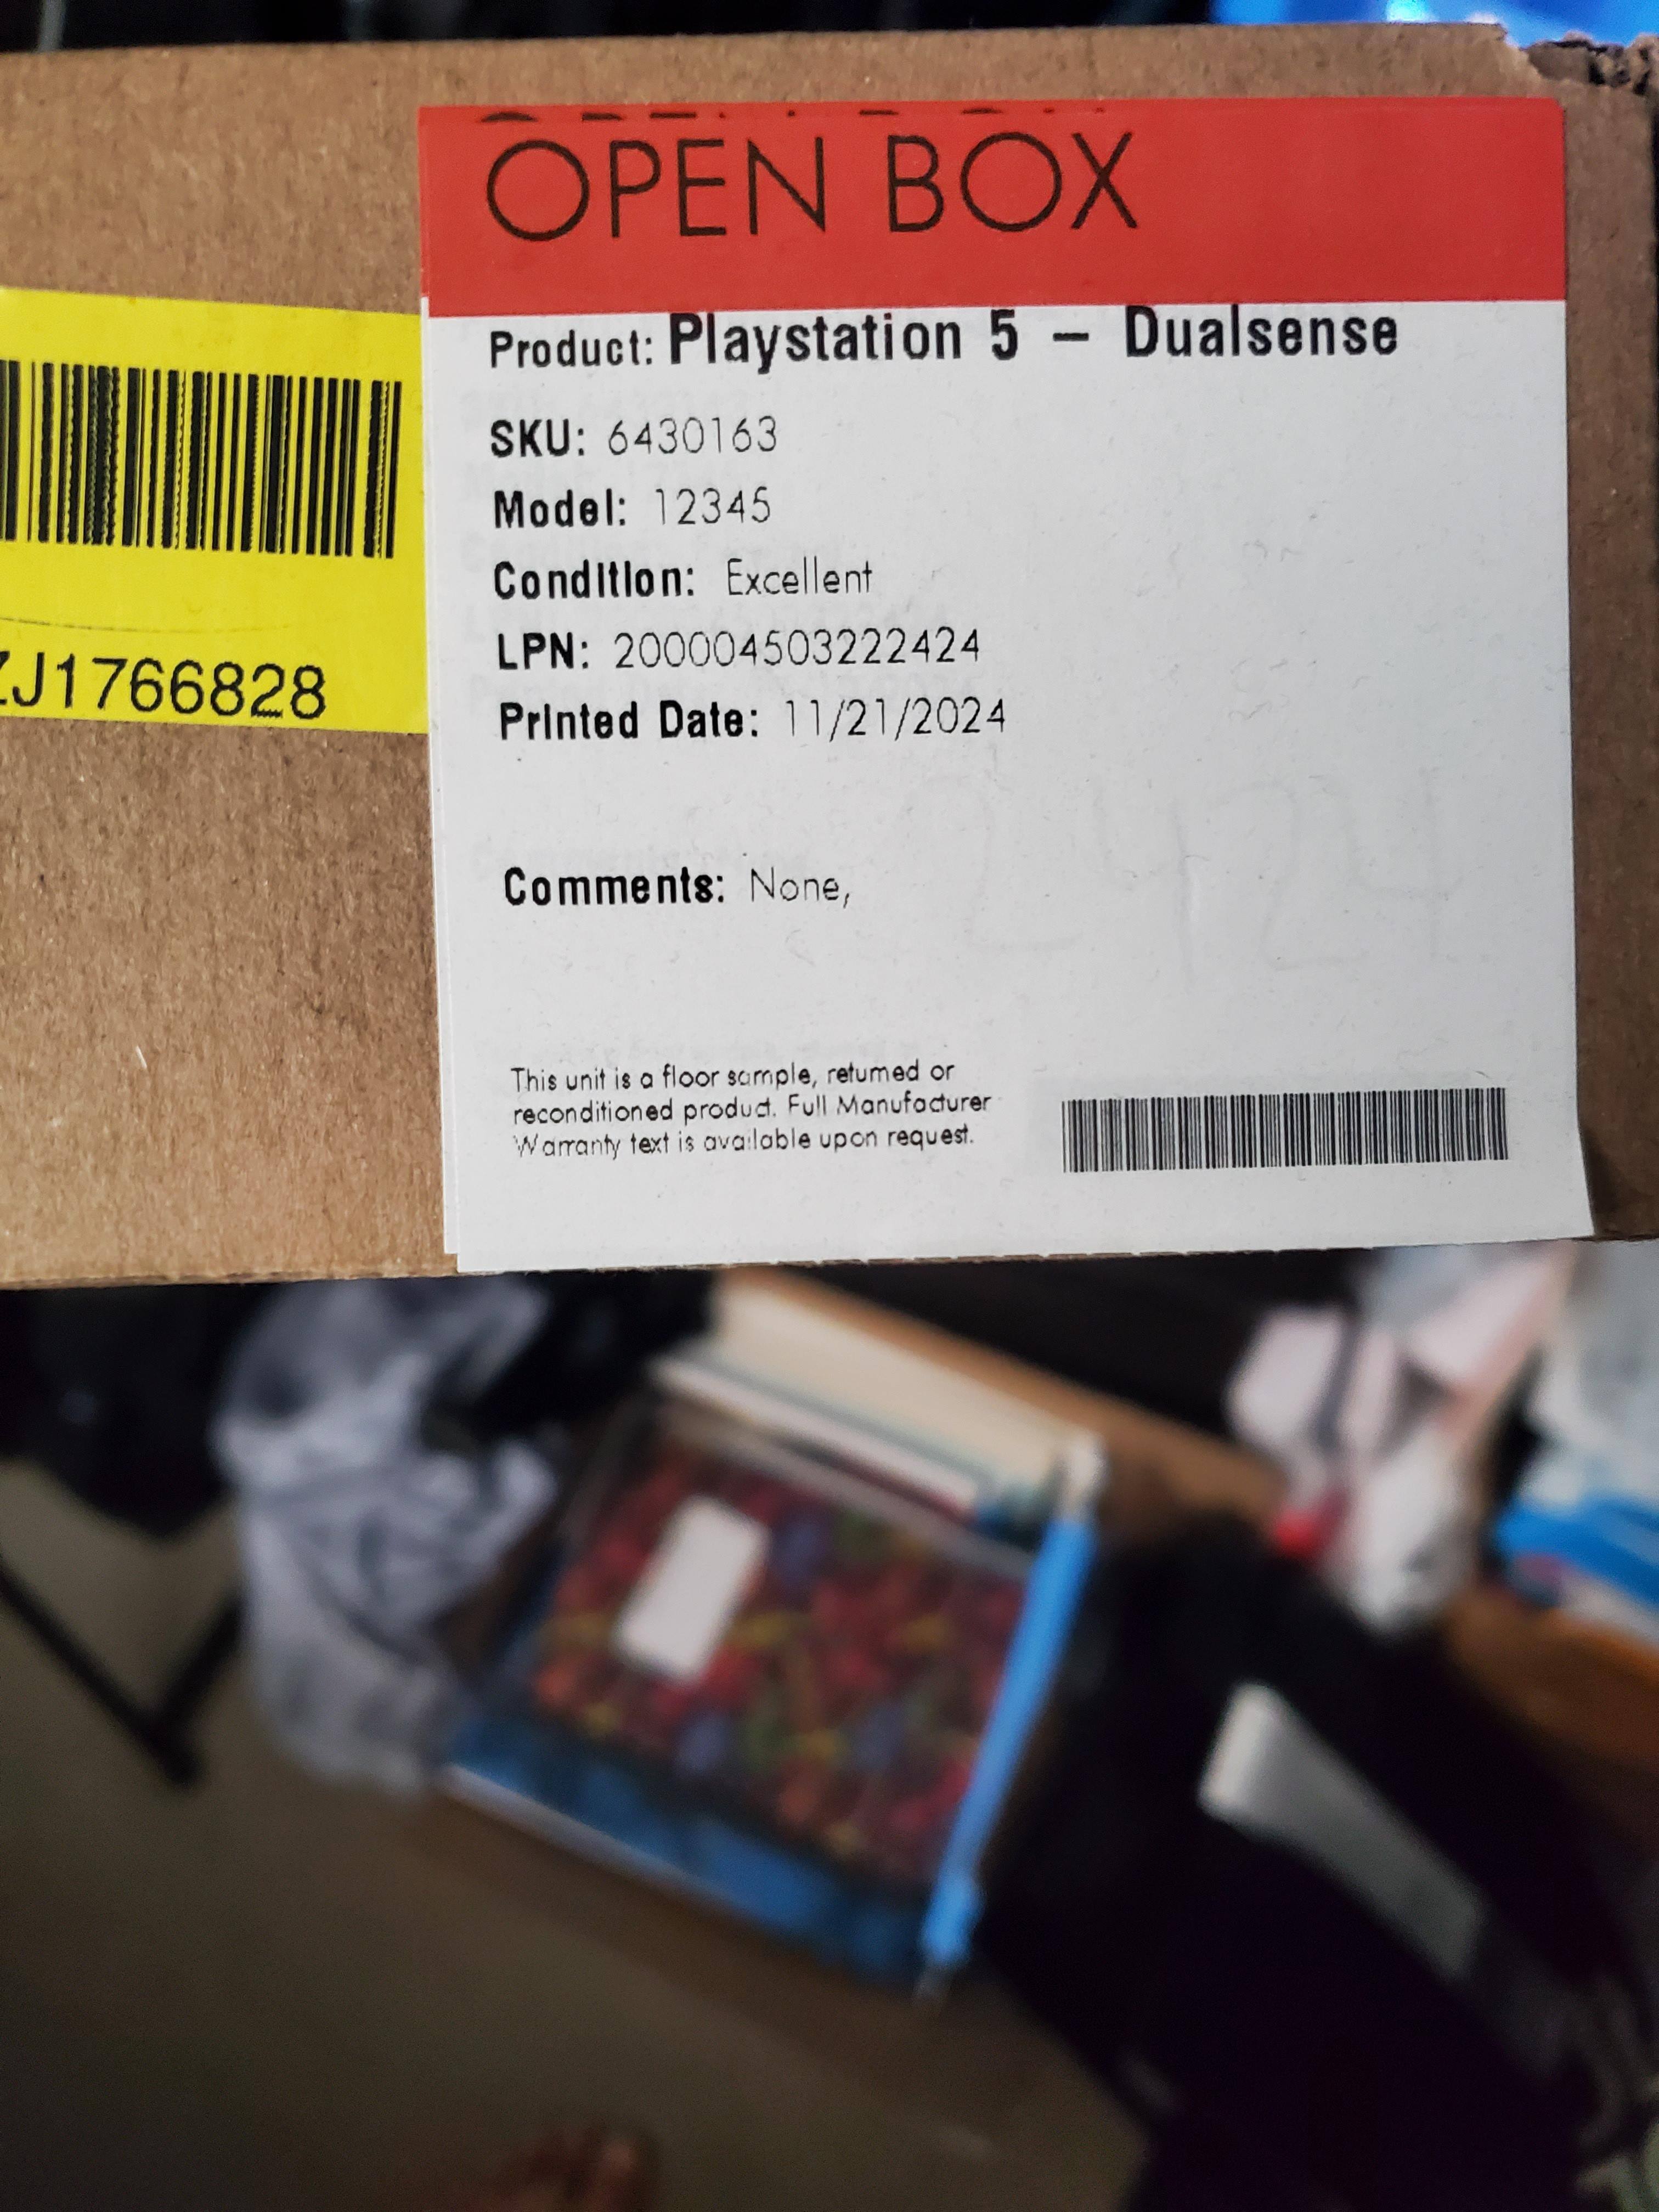 OPEN BOX
Product: Playstation 5 – Dualsense
SKU: 6430163
Model: 12345
Condition: Excellent
LPN: 200004503222424
Printed Date: 11/21/2024
2424
Comments: None,
This unit is a floor sample, returned or
reconditioned product. Full Manufacturer
Warranty text is available upon request.
ZJ1766828